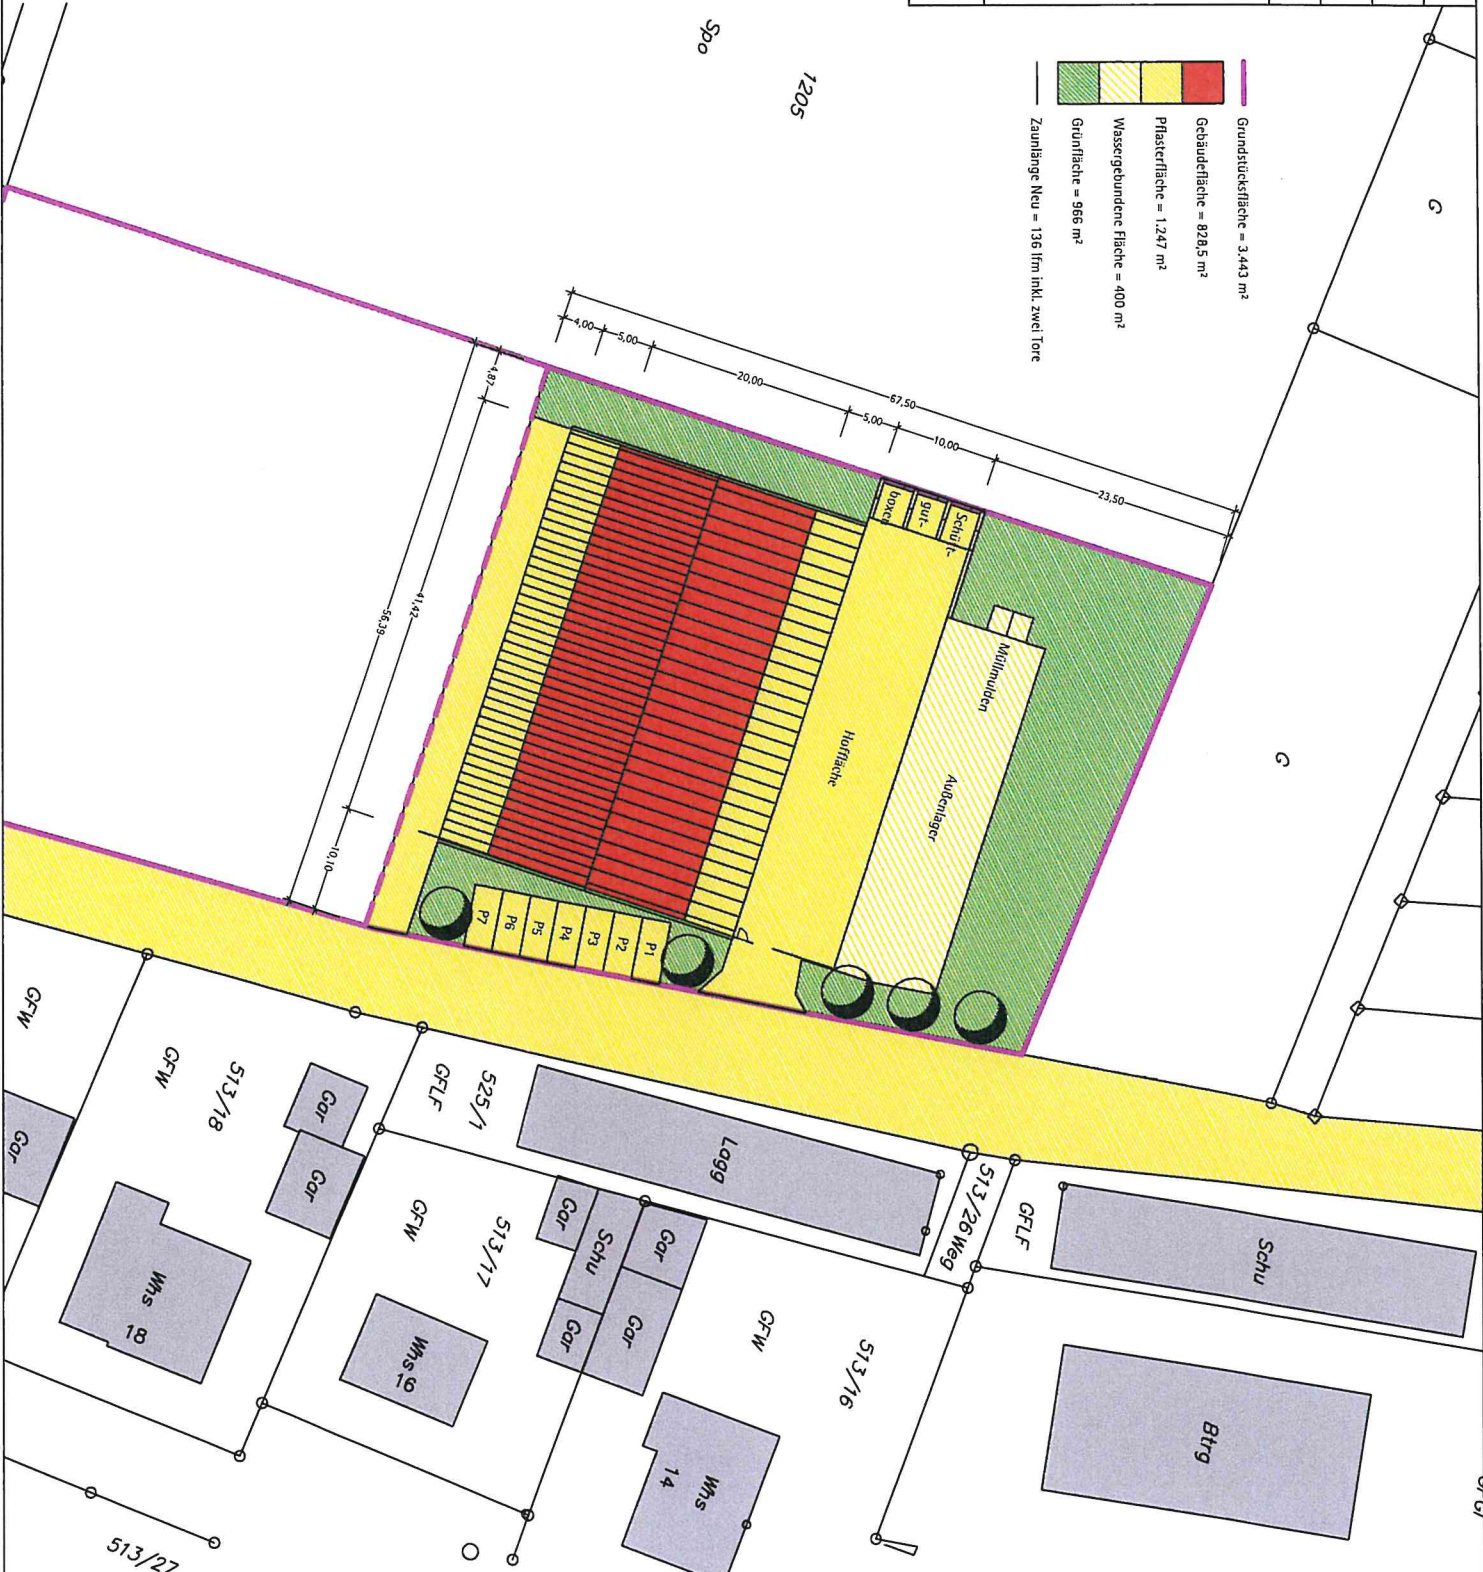 Grundstücksfläche = 3.443 m²
Gebäudefläche = 828,5 m²
Pflasterfläche = 1.247 m²
Wassergebundene Fläche = 400 m²
Grünfläche = 966 m²
Zaunlänge Neu = 136 lfm inkl. zwei Tore
Spo
1205
G
G
67,50
4,00
5,00
20,00
5,00
10,00
23,50
4,87
41,42
10,10
56,39
Schütt-
gut-
boxen
Müllmulden
Außenlager
Hoffläche
P1
P2
P3
P4
P5
P6
P7
GFW
GFW
513/18
Gar
Gar
Gar
Whs
18
GFLF
525/1
Lagg
GFW
513/17
Gar
Schu
Gar
Gar
Gar
Whs
16
513/26Weg
GFLF
Schu
GFW
513/16
Whs
14
Btrg
513/27